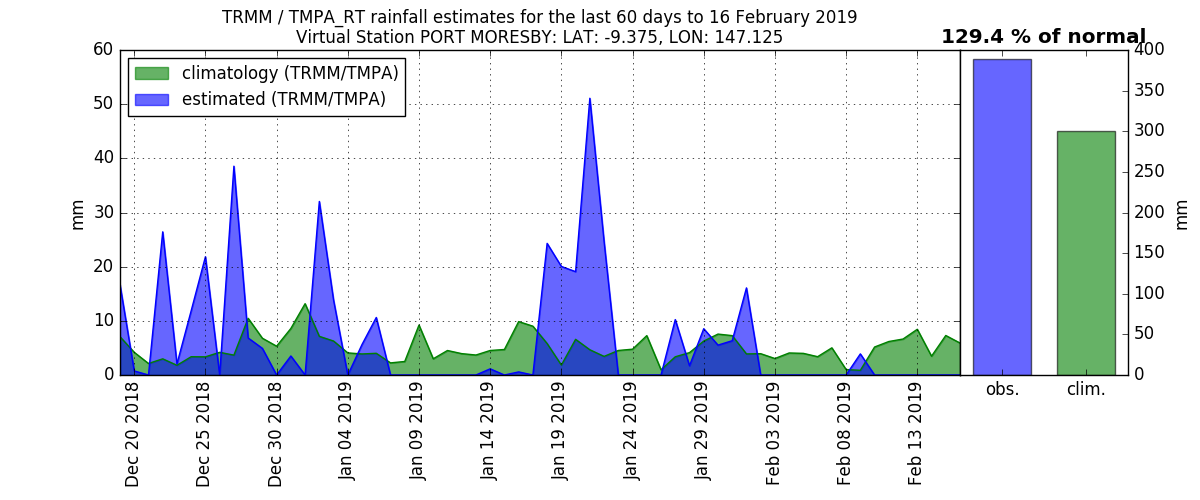 TRMM / TMPA_RT rainfall estimates for the last 60 days to 16 February 2019
Virtual Station PORT MORESBY: LAT: -9.375, LON: 147.125
129.4 % of normal
climatology (TRMM/TMPA)
estimated (TRMM/TMPA)
mm
60
50
40
30
20
10
0
Dec 20 2018
Dec 25 2018
Dec 30 2018
Jan 04 2019
Jan 09 2019
Jan 14 2019
Jan 19 2019
Jan 24 2019
Jan 29 2019
Feb 03 2019
Feb 08 2019
Feb 13 2019
obs.
clim.
400
350
300
250
200
150
100
50
0
mm